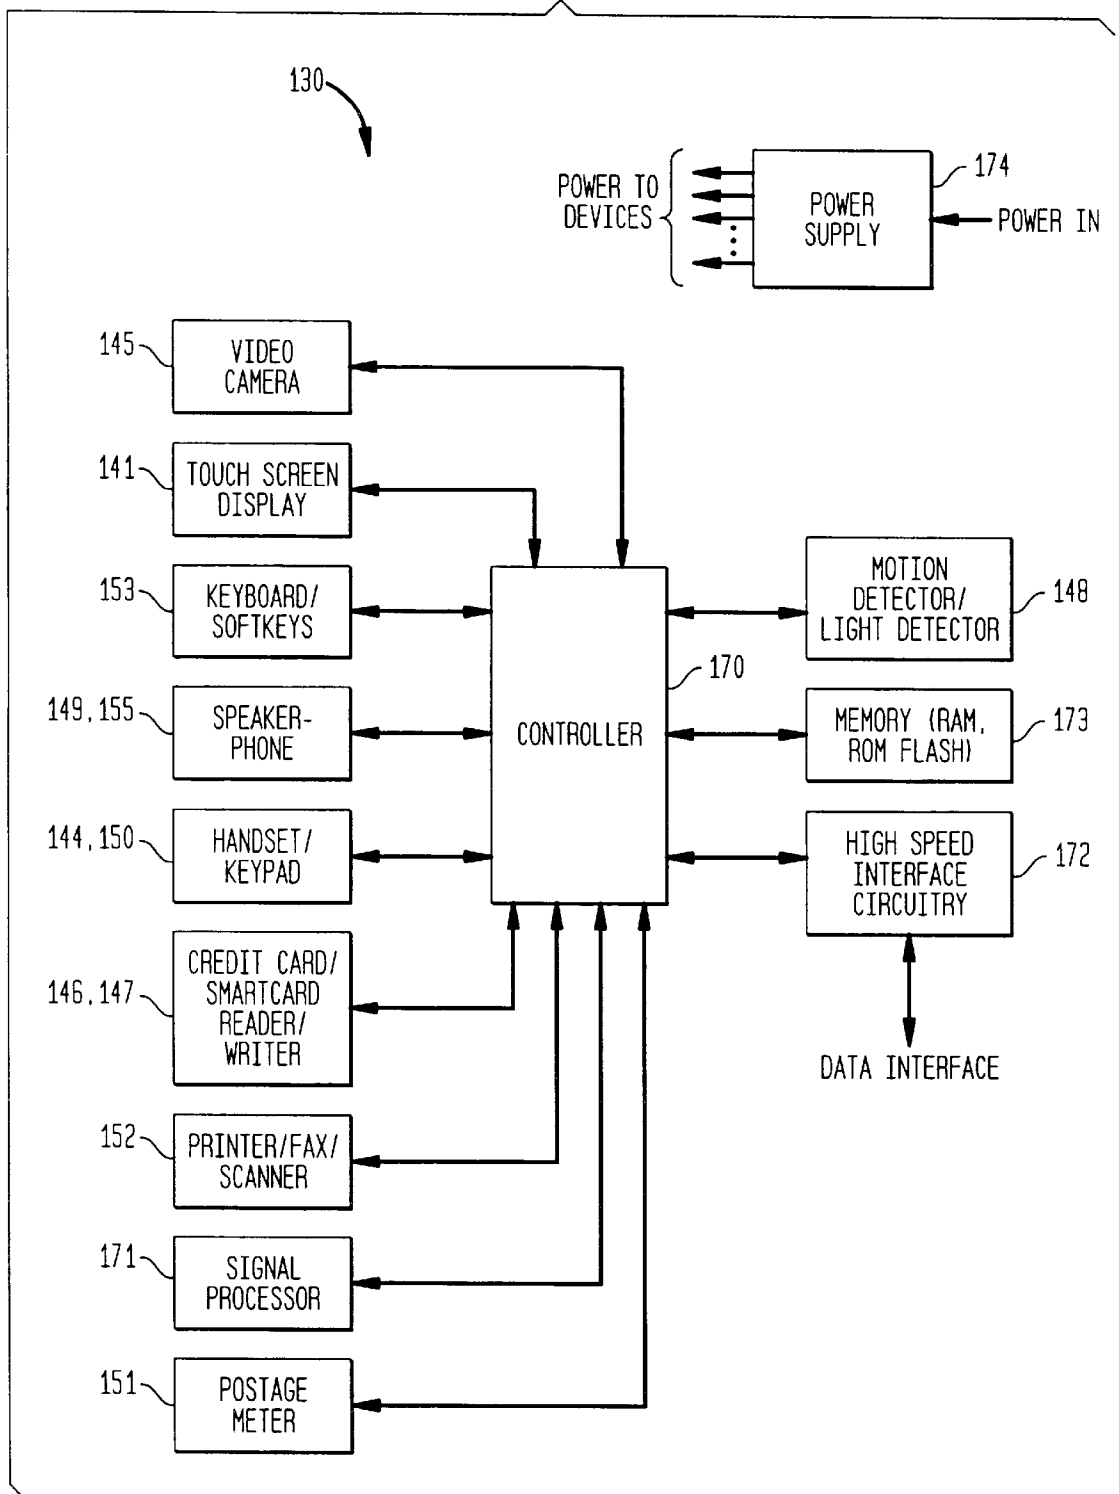 130
POWER TO
DEVICES
POWER
SUPPLY
174
POWER IN
145
VIDEO
CAMERA
141
TOUCH SCREEN
DISPLAY
153
KEYBOARD/
SOFTKEYS
149,155
SPEAKER-
PHONE
144,150
HANDSET/
KEYPAD
146,147
CREDIT CARD/
SMARTCARD
READER/
WRITER
152
PRINTER/FAX/
SCANNER
171
SIGNAL
PROCESSOR
151
POSTAGE
METER
CONTROLLER
170
MOTION
DETECTOR/
LIGHT DETECTOR
148
MEMORY (RAM,
ROM FLASH)
173
HIGH SPEED
INTERFACE
CIRCUITRY
172
DATA INTERFACE